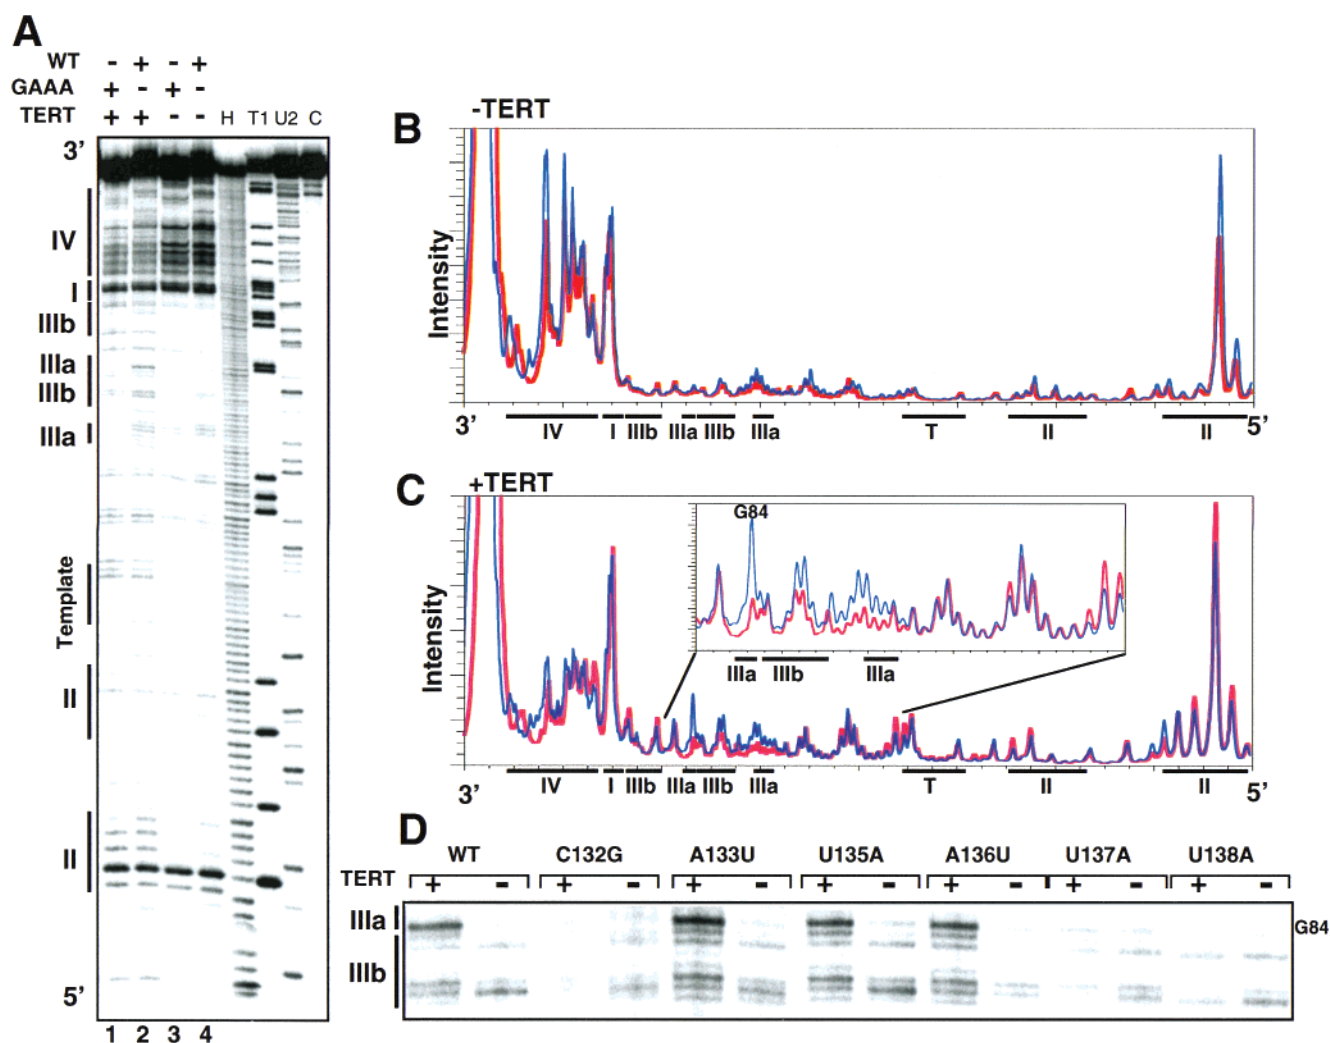 A
WT - + - +
GAAA + - + -
TERT + + - - H T1 U2 C
3'
IV
I
IIIb
IIIa
IIIb
IIIa
Template
II
II
5'
1 2 3 4
B
-TERT
Intensity
3' IV I IIIb IIIa IIIb IIIa T II II 5'
C
+TERT
G84
Intensity
IIIa IIIb IIIa
3' IV I IIIb IIIa IIIb IIIa T II II 5'
D
WT C132G A133U U135A A136U U137A U138A
TERT + - + - + - + - + - + - + -
IIIa
G84
IIIb